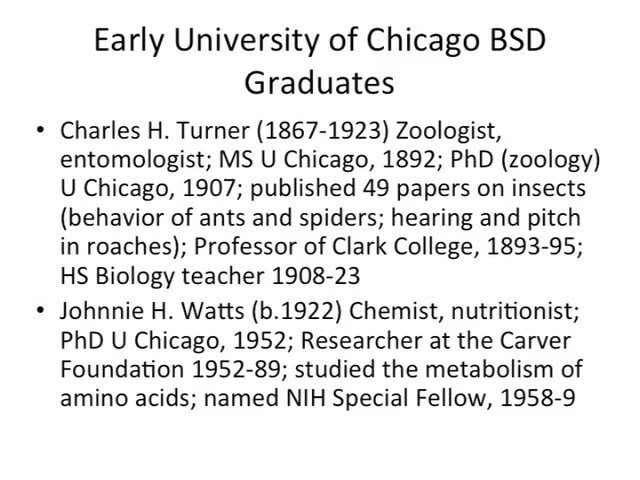 Early University of Chicago BSD
Graduates
• Charles H. Turner (1867-1923) Zoologist,
entomologist; MS U Chicago, 1892; PhD (zoology)
U Chicago, 1907; published 49 papers on insects
(behavior of ants and spiders; hearing and pitch
in roaches); Professor of Clark College, 1893-95;
HS Biology teacher 1908-23
• Johnnie H. Watts (b.1922) Chemist, nutritionist;
PhD U Chicago, 1952; Researcher at the Carver
Foundation 1952-89; studied the metabolism of
amino acids; named NIH Special Fellow, 1958-9